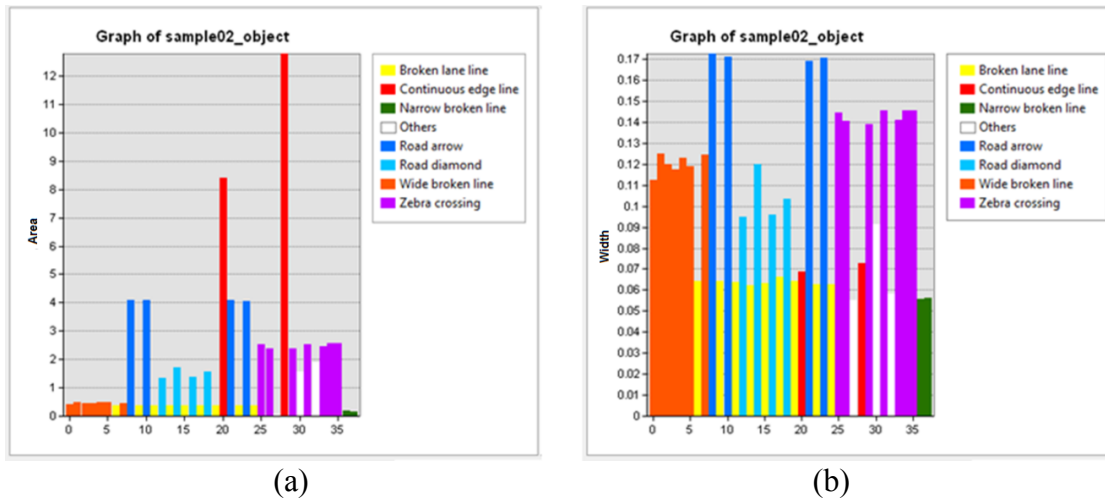 Graph of sample02_object
12
11
10
9
8
7
6
5
4
3
2
1
0
Area
0 5 10 15 20 25 30 35
Broken lane line
Continuous edge line
Narrow broken line
Others
Road arrow
Road diamond
Wide broken line
Zebra crossing
(a)
Graph of sample02_object
0.17
0.16
0.15
0.14
0.13
0.12
0.11
0.1
0.09
0.08
0.07
0.06
0.05
0.04
0.03
0.02
0.01
0
Width
0 5 10 15 20 25 30 35
Broken lane line
Continuous edge line
Narrow broken line
Others
Road arrow
Road diamond
Wide broken line
Zebra crossing
(b)